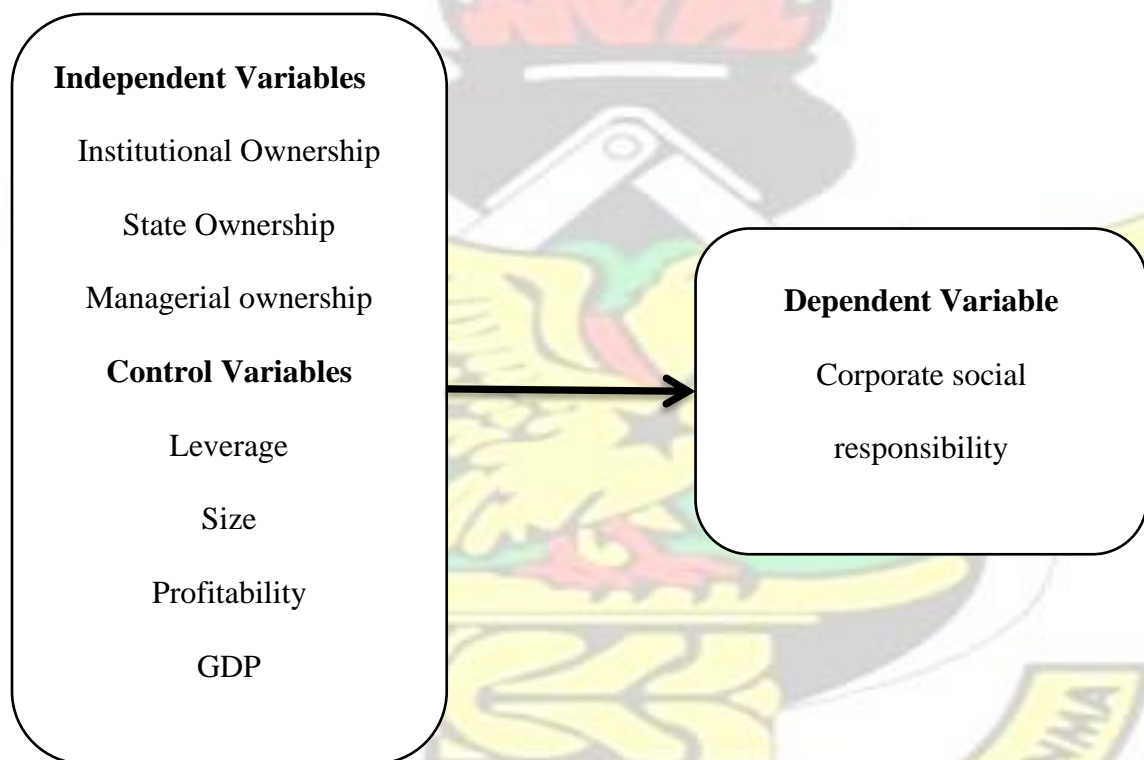 Independent Variables
Institutional Ownership
State Ownership
Managerial ownership
Control Variables
Leverage
Size
Profitability
GDP
Dependent Variable
Corporate social
responsibility